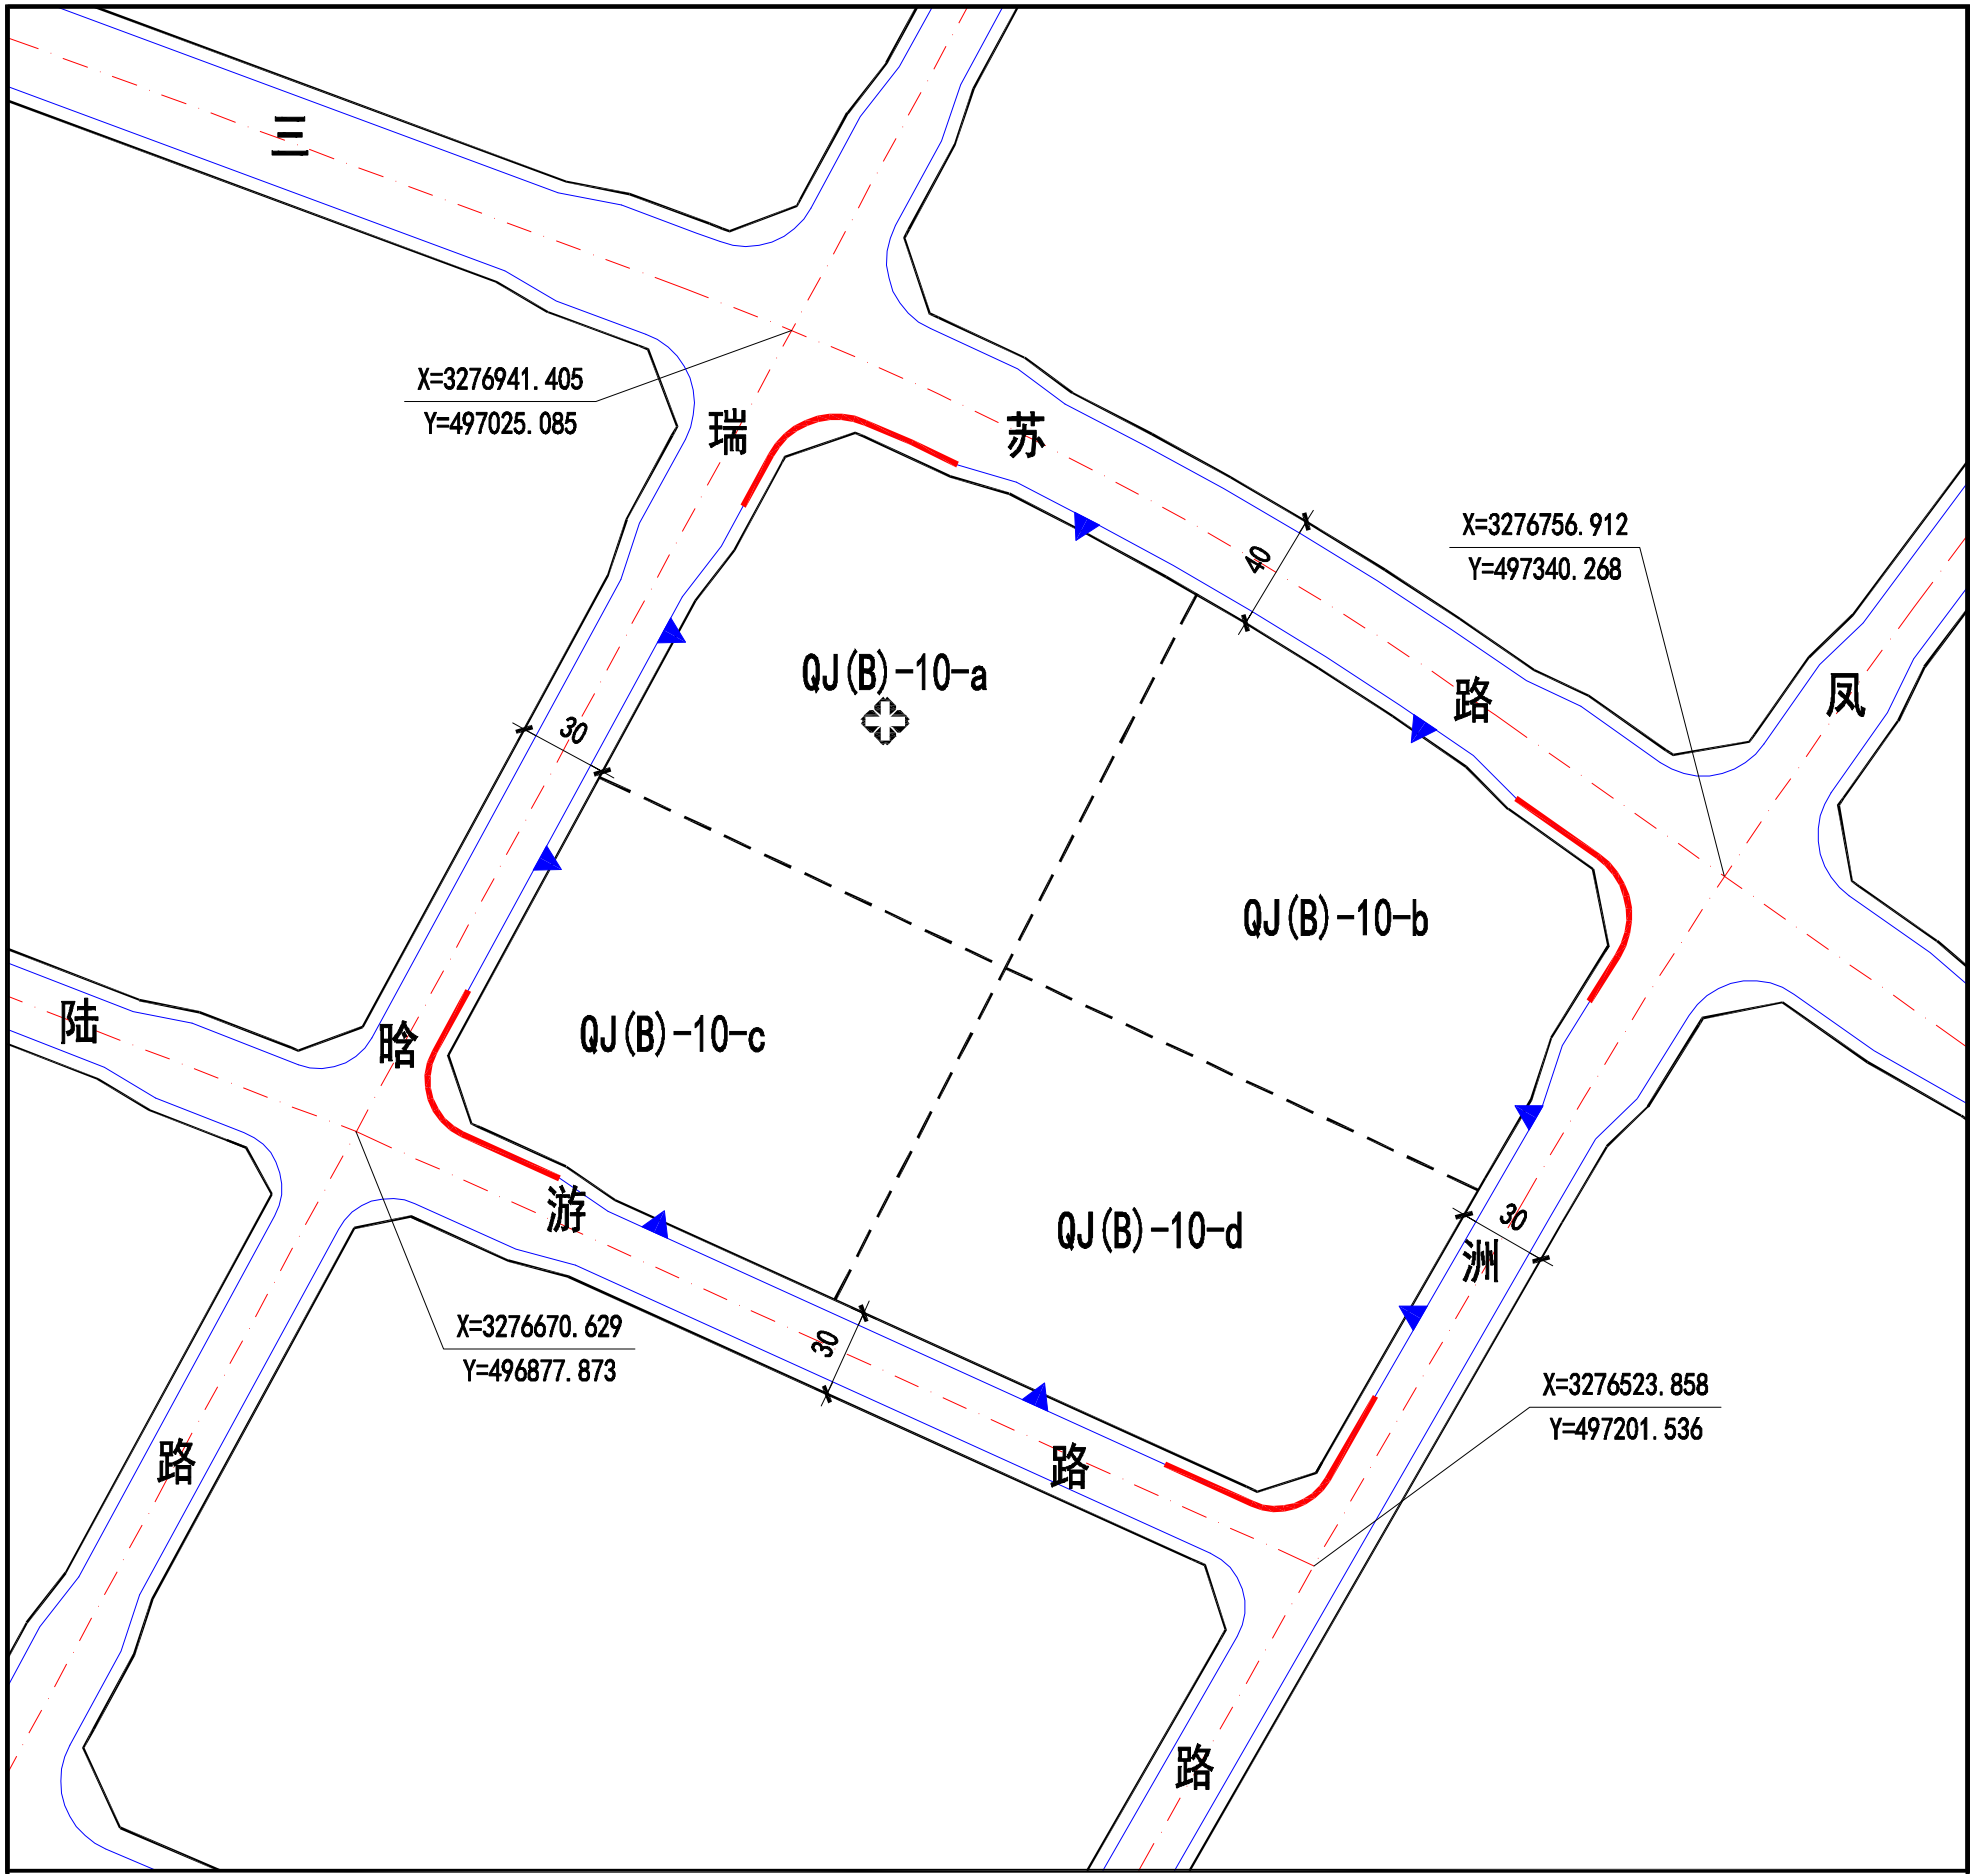 三
X=3276941.405
Y=497025.085
瑞
苏
X=3276756.912
Y=497340.268
40
QJ(B)-10-a
路
凤
30
QJ(B)-10-b
陆
晗
QJ(B)-10-c
游
QJ(B)-10-d
30
洲
X=3276670.629
Y=496877.873
30
X=3276523.858
Y=497201.536
路
路
路